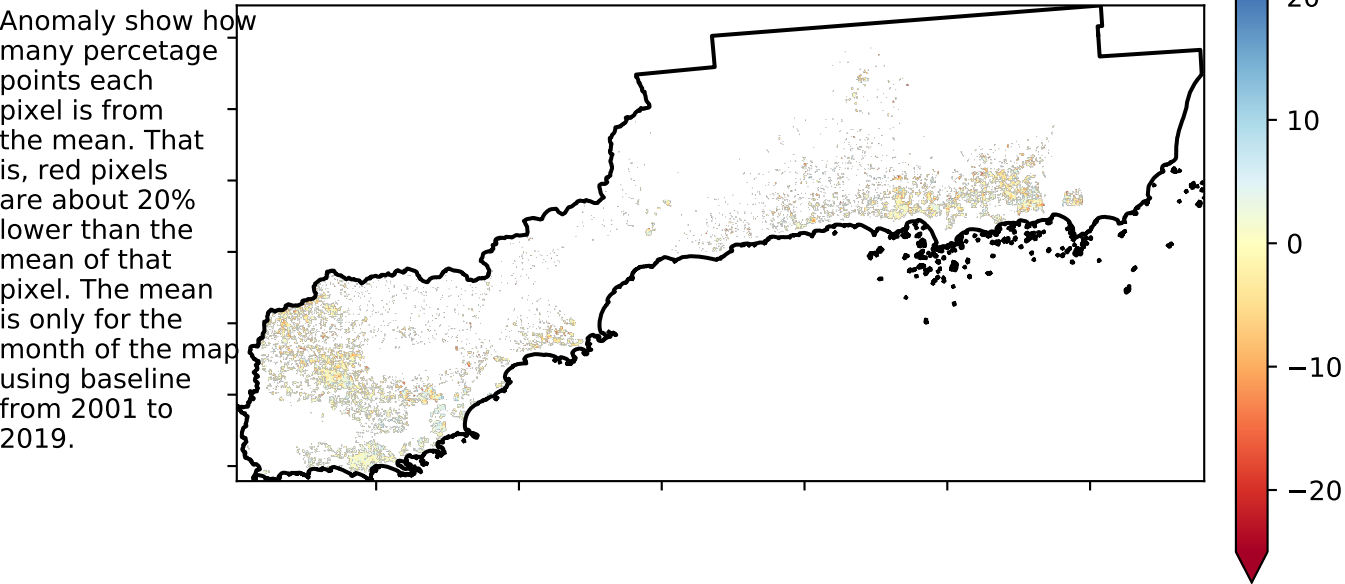 Anomaly show how
many percetage
points each
pixel is from
the mean. That
is, red pixels
are about 20%
lower than the
mean of that
pixel. The mean
is only for the
month of the map
using baseline
from 2001 to
2019.
20
10
0
−10
−20